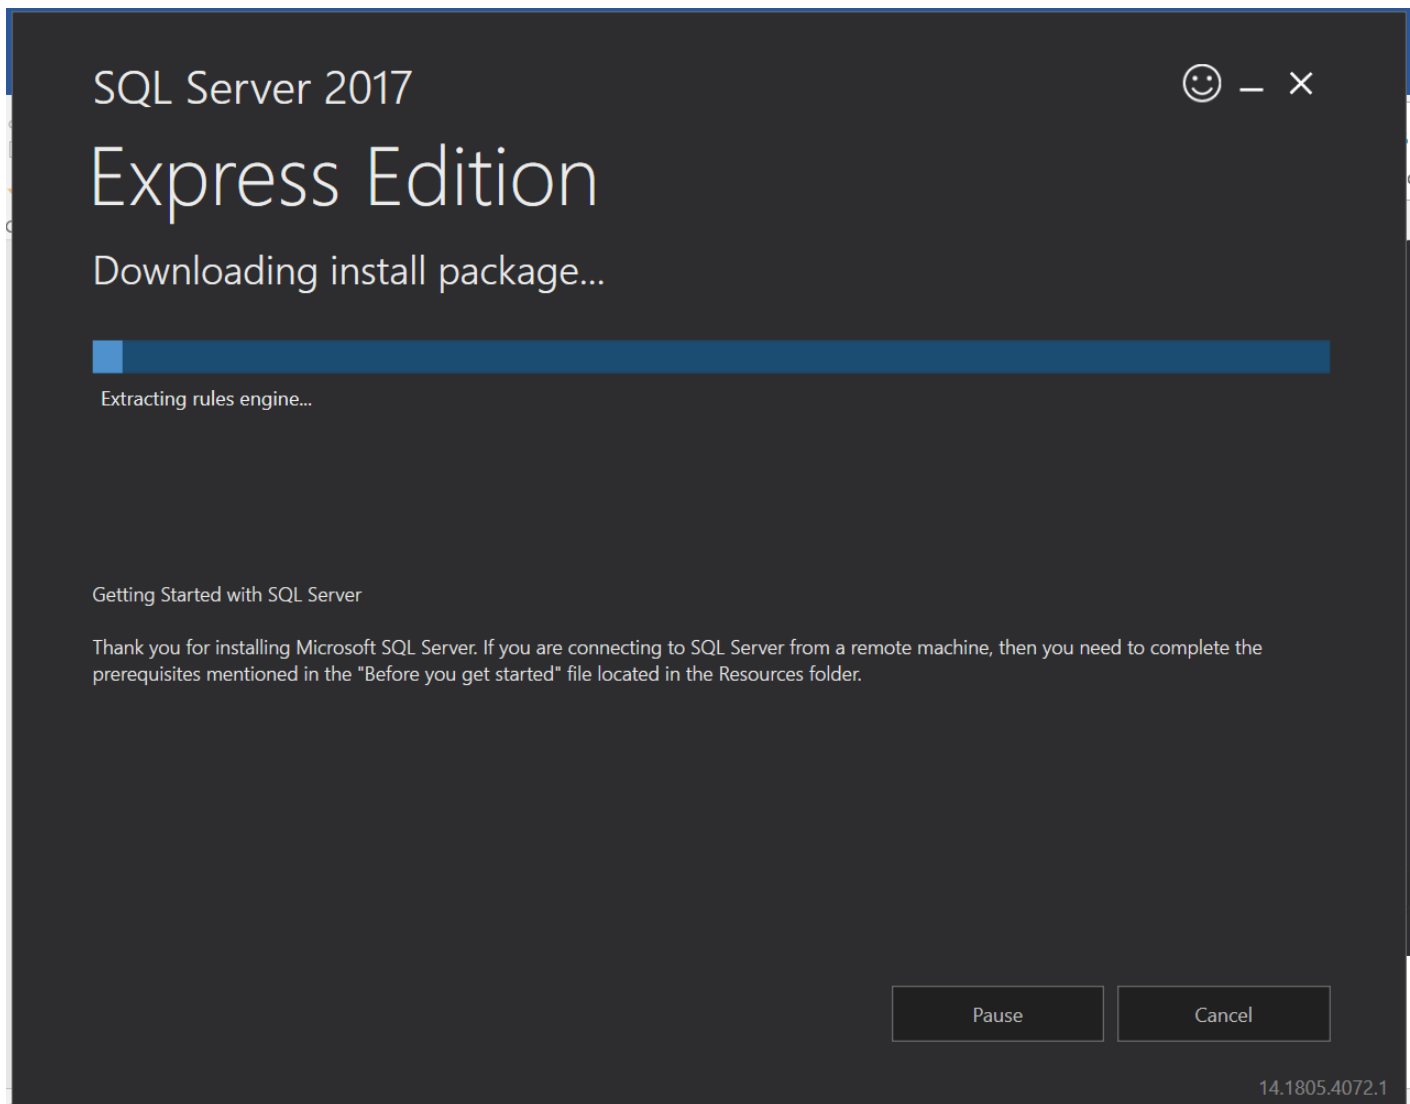 SQL Server 2017
Express Edition
Downloading install package...
Extracting rules engine...
Getting Started with SQL Server
Thank you for installing Microsoft SQL Server. If you are connecting to SQL Server from a remote machine, then you need to complete the
prerequisites mentioned in the "Before you get started" file located in the Resources folder.
Pause
Cancel
14.1805.4072.1